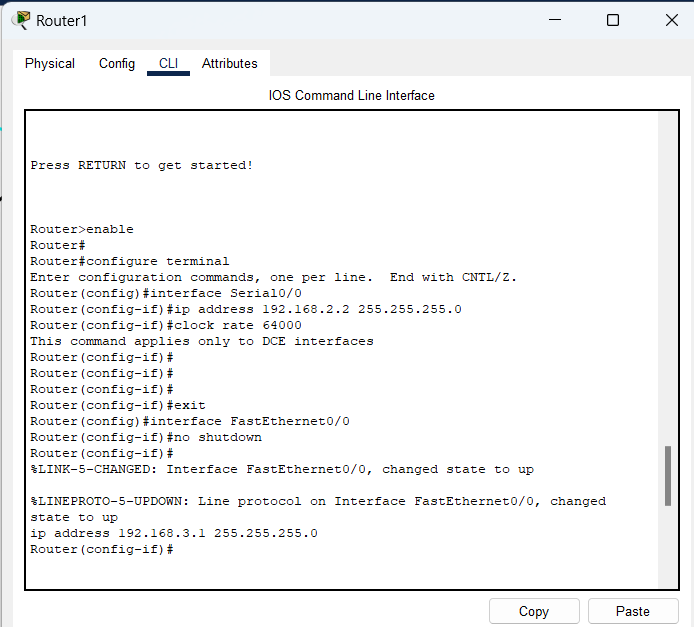 Router1
Physical Config CLI Attributes
IOS Command Line Interface
Press RETURN to get started!
Router>enable
Router#
Router#configure terminal
Enter configuration commands, one per line.  End with CNTL/Z.
Router(config)#interface Serial0/0
Router(config-if)#ip address 192.168.2.2 255.255.255.0
Router(config-if)#clock rate 64000
This command applies only to DCE interfaces
Router(config-if)#
Router(config-if)#
Router(config-if)#
Router(config-if)#exit
Router(config)#interface FastEthernet0/0
Router(config-if)#no shutdown
Router(config-if)#
%LINK-5-CHANGED: Interface FastEthernet0/0, changed state to up
%LINEPROTO-5-UPDOWN: Line protocol on Interface FastEthernet0/0, changed
state to up
ip address 192.168.3.1 255.255.255.0
Router(config-if)#
Copy Paste